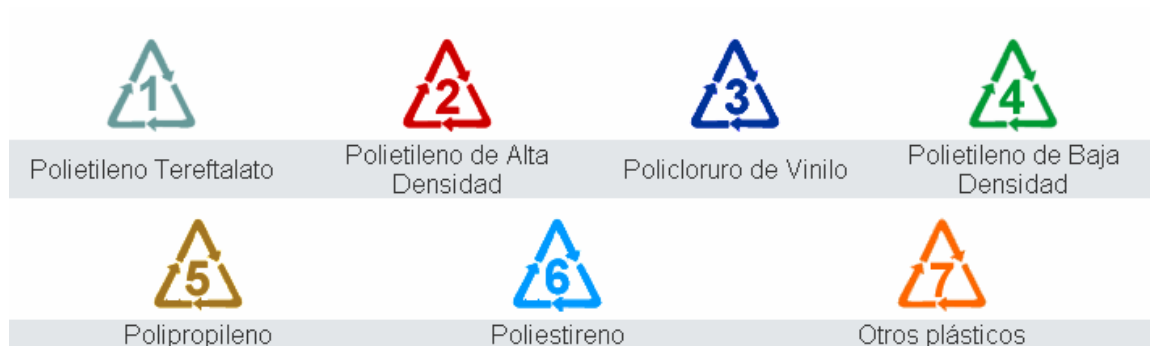 1 2 3 4
Polietileno Tereftalato Polietileno de Alta Densidad Policloruro de Vinilo Polietileno de Baja Densidad
5 6 7
Polipropileno Poliestireno Otros plásticos